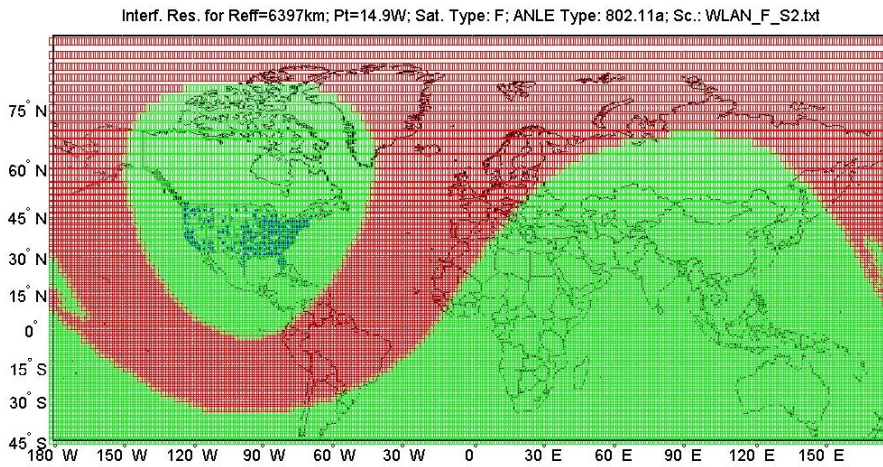 Interf. Res. for Reff=6397km; Pt=14.9W; Sat. Type: F; ANLE Type: 802.11a; Sc.: WLAN_F_S2.txt
75° N
60° N
45° N
30° N
15° N
0°
15° S
30° S
45° S
180° W 150° W 120° W 90° W 60° W 30° W 0° 30° E 60° E 90° E 120° E 150° E